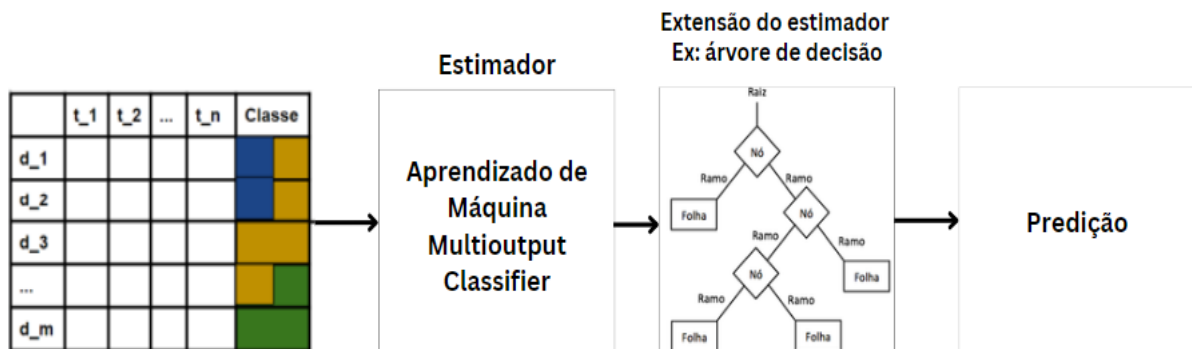 Extensão do estimador
Ex: árvore de decisão
Estimador
t_1 t_2 ... t_n Classe
d_1
d_2
d_3
...
d_m
Aprendizado de
Máquina
Multioutput
Classifier
Raiz
Nó
Ramo Ramo
Folha Nó
Ramo Ramo
Nó Folha
Ramo Ramo
Folha Folha
Predição